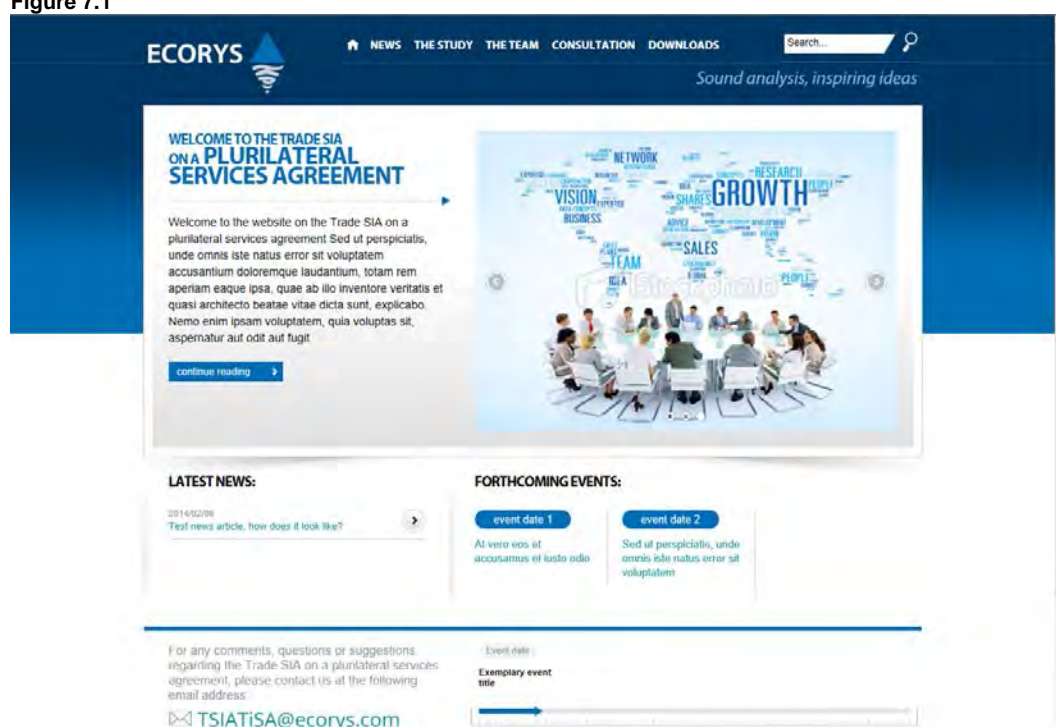 Figure 7.1
ECORYS
NEWS THE STUDY THE TEAM CONSULTATION DOWNLOADS
Search...
Sound analysis, inspiring ideas
WELCOME TO THE TRADE SIA
ON A PLURILATERAL
SERVICES AGREEMENT
Welcome to the website on the Trade SIA on a
plurilateral services agreement Sed ut perspiciatis,
unde omnis iste natus error sit voluptatem
accusantium doloremque laudantium, totam rem
aperiam eaque ipsa, quae ab illo inventore veritatis et
quasi architecto beatae vitae dicta sunt, explicabo.
Nemo enim ipsam voluptatem, quia voluptas sit,
aspernatur aut odit aut fugit
continue reading
NETWORK
RESEARCH
VISION
EXPERTISE
SHARES
GROWTH
PEOPLE
BUSINESS
ADVICE
SALES
TEAM
IDEA
PEOPLE
iStockphoto
LATEST NEWS:
2014/02/06
Test news article, how does it look like?
FORTHCOMING EVENTS:
event date 1
At vero eos et
accusamus et iusto odio
event date 2
Sed ut perspiciatis, unde
omnis iste natus error sit
voluptatem
For any comments, questions or suggestions
regarding the Trade SIA on a plurilateral services
agreement, please contact us at the following
email address:
TSIATiSA@ecorys.com
Event date
Exemplary event
title